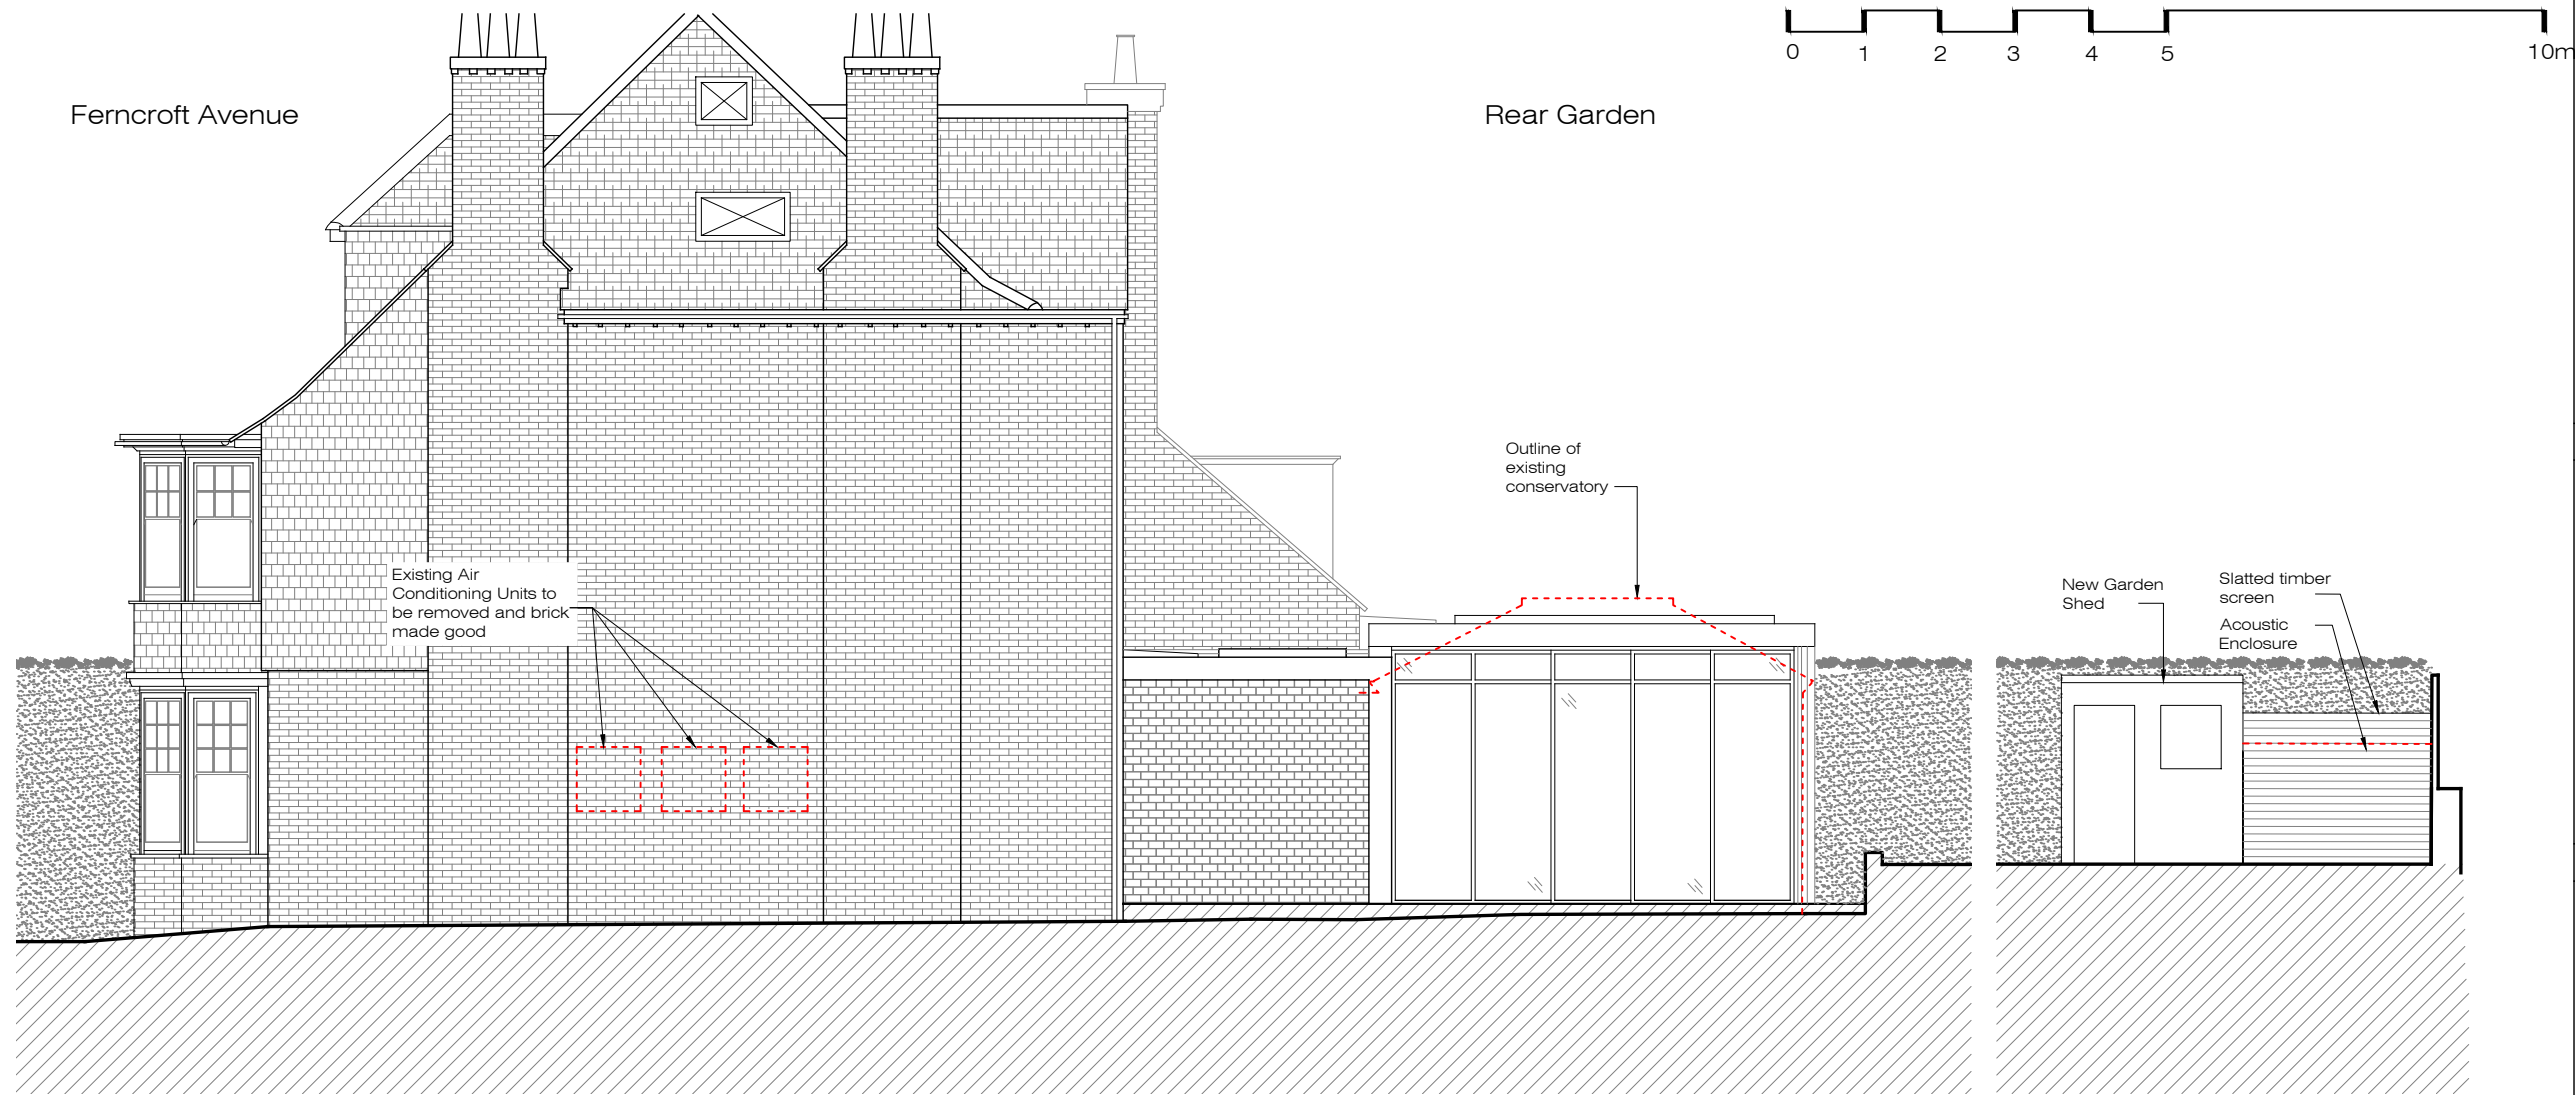 0 1 2 3 4 5 10m
Ferncroft Avenue
Rear Garden
Outline of
existing
conservatory
Existing Air
Conditioning Units to
be removed and brick
made good
New Garden
Shed
Slatted timber
screen
Acoustic
Enclosure